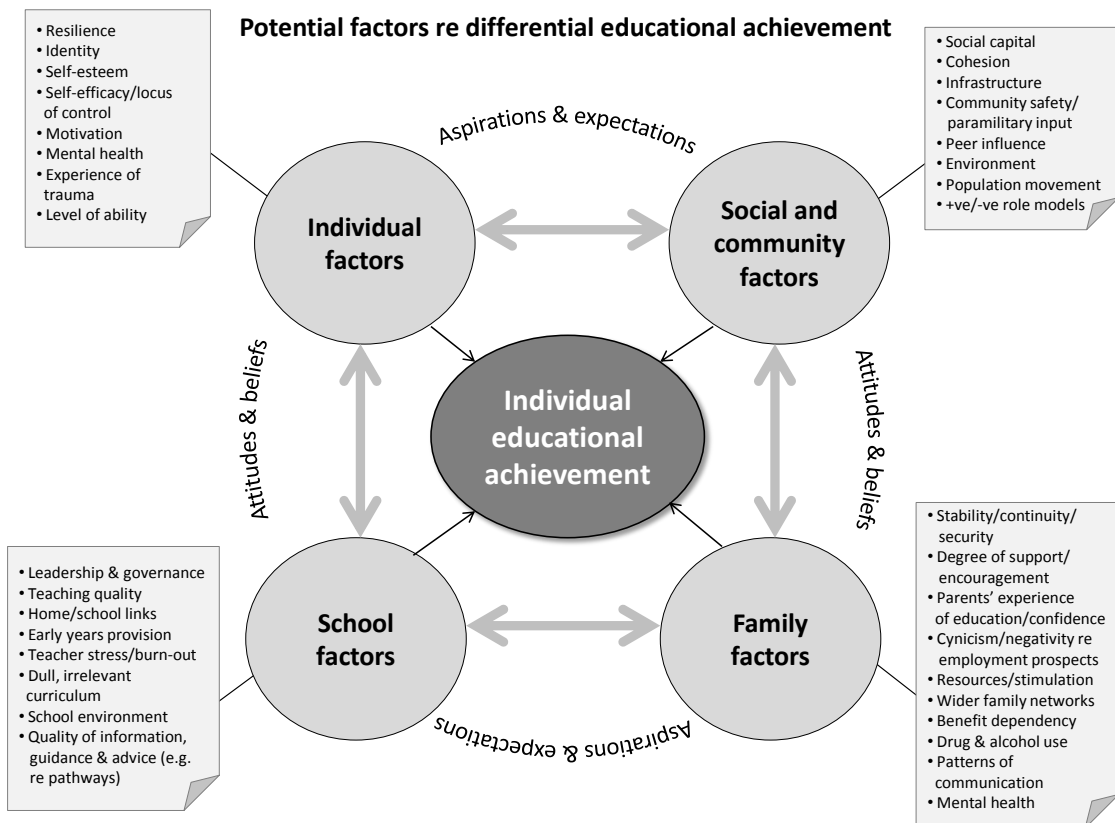 Potential factors re differential educational achievement
• Resilience
• Identity
• Self-esteem
• Self-efficacy/locus
of control
• Motivation
• Mental health
• Experience of
trauma
• Level of ability
• Social capital
• Cohesion
• Infrastructure
• Community safety/
paramilitary input
• Peer influence
• Environment
• Population movement
• +ve/-ve role models
Aspirations & expectations
Individual
factors
Social and
community
factors
Attitudes & beliefs
Individual
educational
achievement
Attitudes & beliefs
• Leadership & governance
• Teaching quality
• Home/school links
• Early years provision
• Teacher stress/burn-out
• Dull, irrelevant
curriculum
• School environment
• Quality of information,
guidance & advice (e.g.
re pathways)
School
factors
Family
factors
• Stability/continuity/
security
• Degree of support/
encouragement
• Parents’ experience
of education/confidence
• Cynicism/negativity re
employment prospects
• Resources/stimulation
• Wider family networks
• Benefit dependency
• Drug & alcohol use
• Patterns of
communication
• Mental health
Aspirations & expectations